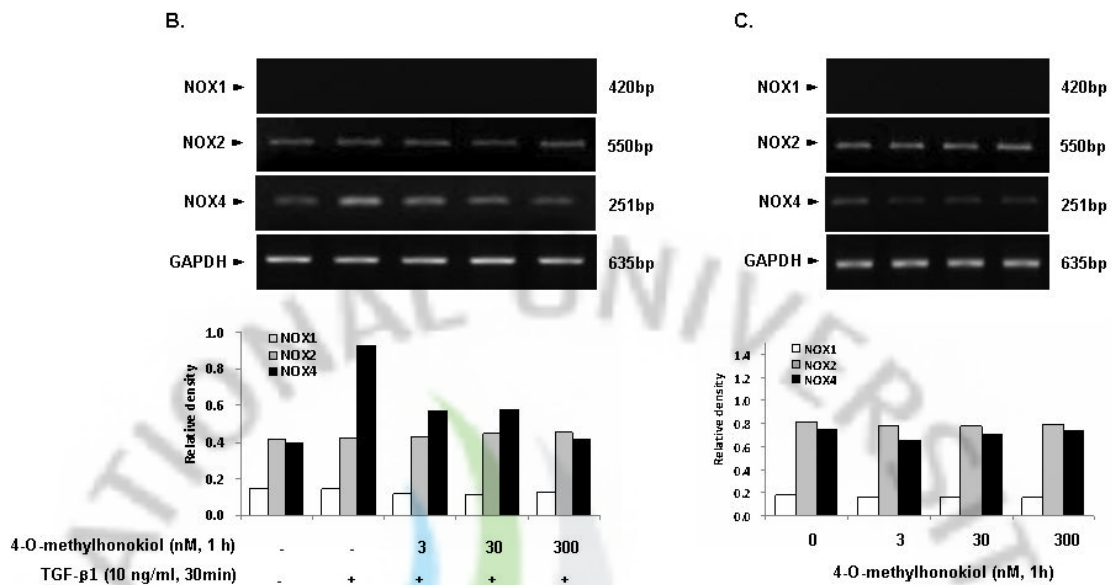 B.
NOX1 ► 420bp
NOX2 ► 550bp
NOX4 ► 251bp
GAPDH ► 635bp
Relative density
1.0
0.8
0.6
0.4
0.2
0.0
NOX1
NOX2
NOX4
4-O-methylhonokiol (nM, 1 h) - - 3 30 300
TGF-β1 (10 ng/ml, 30min) - + + + +
C.
NOX1 ► 420bp
NOX2 ► 550bp
NOX4 ► 251bp
GAPDH ► 635bp
Relative density
1.4
1.2
1.0
0.8
0.6
0.4
0.2
0.0
NOX1
NOX2
NOX4
0 3 30 300
4-O-methylhonokiol (nM, 1h)
ATIONAL UNIVERSIT